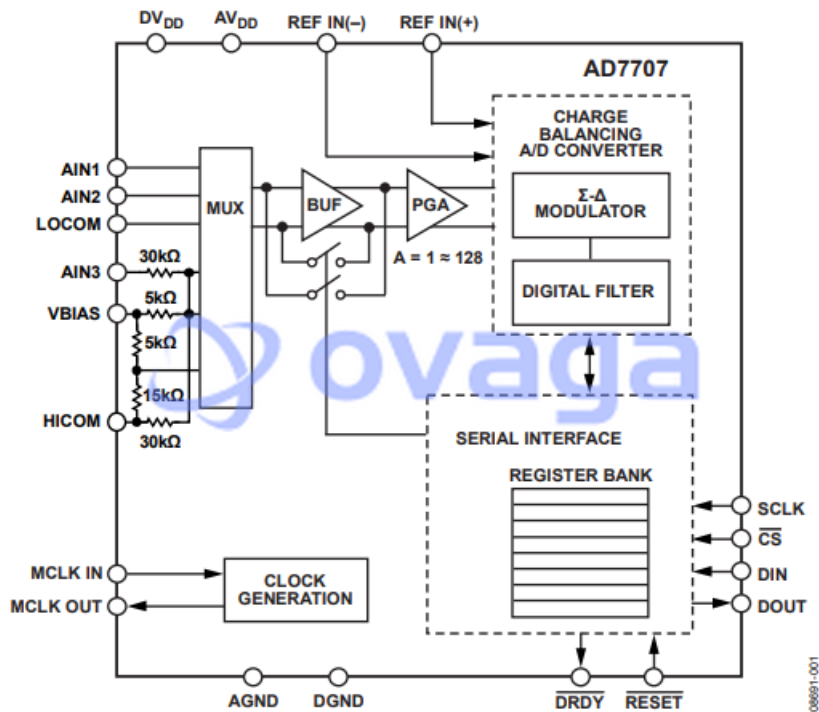 DVDD AVDD REF IN(–) REF IN(+)
AD7707
CHARGE
BALANCING
A/D CONVERTER
Σ-Δ
MODULATOR
DIGITAL FILTER
AIN1
AIN2
LOCOM
AIN3
VBIAS
HICOM
30kΩ
5kΩ
5kΩ
15kΩ
30kΩ
MUX
BUF
PGA
A = 1 ≈ 128
ovaga
SERIAL INTERFACE
REGISTER BANK
SCLK
CS
DIN
DOUT
MCLK IN
MCLK OUT
CLOCK
GENERATION
AGND DGND DRDY RESET
08691-001